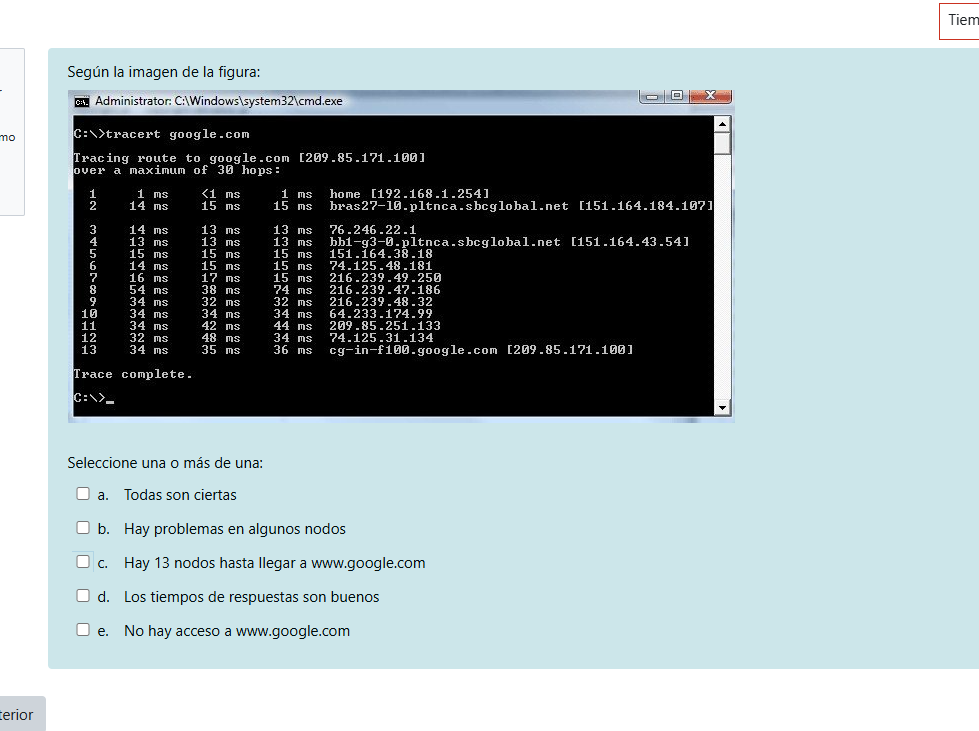 Tiem
mo
Según la imagen de la figura:
Administrator: C:\Windows\system32\cmd.exe
C:\>tracert google.com
Tracing route to google.com [209.85.171.100]
over a maximum of 30 hops:
1 1 ms <1 ms 1 ms home [192.168.1.254]
2 14 ms 15 ms 15 ms bras27-l0.pltnca.sbcglobal.net [151.164.184.107]
3 14 ms 13 ms 13 ms 76.246.22.1
4 13 ms 13 ms 13 ms bb1-g3-0.pltnca.sbcglobal.net [151.164.43.54]
5 15 ms 15 ms 15 ms 151.164.38.18
6 14 ms 15 ms 15 ms 74.125.48.181
7 16 ms 17 ms 15 ms 216.239.49.250
8 54 ms 38 ms 74 ms 216.239.47.186
9 34 ms 32 ms 32 ms 216.239.48.32
10 34 ms 34 ms 34 ms 64.233.174.99
11 34 ms 42 ms 44 ms 209.85.251.133
12 32 ms 48 ms 34 ms 74.125.31.134
13 34 ms 35 ms 36 ms cg-in-f100.google.com [209.85.171.100]
Trace complete.
C:\>_
Seleccione una o más de una:
a. Todas son ciertas
b. Hay problemas en algunos nodos
c. Hay 13 nodos hasta llegar a www.google.com
d. Los tiempos de respuestas son buenos
e. No hay acceso a www.google.com
terior